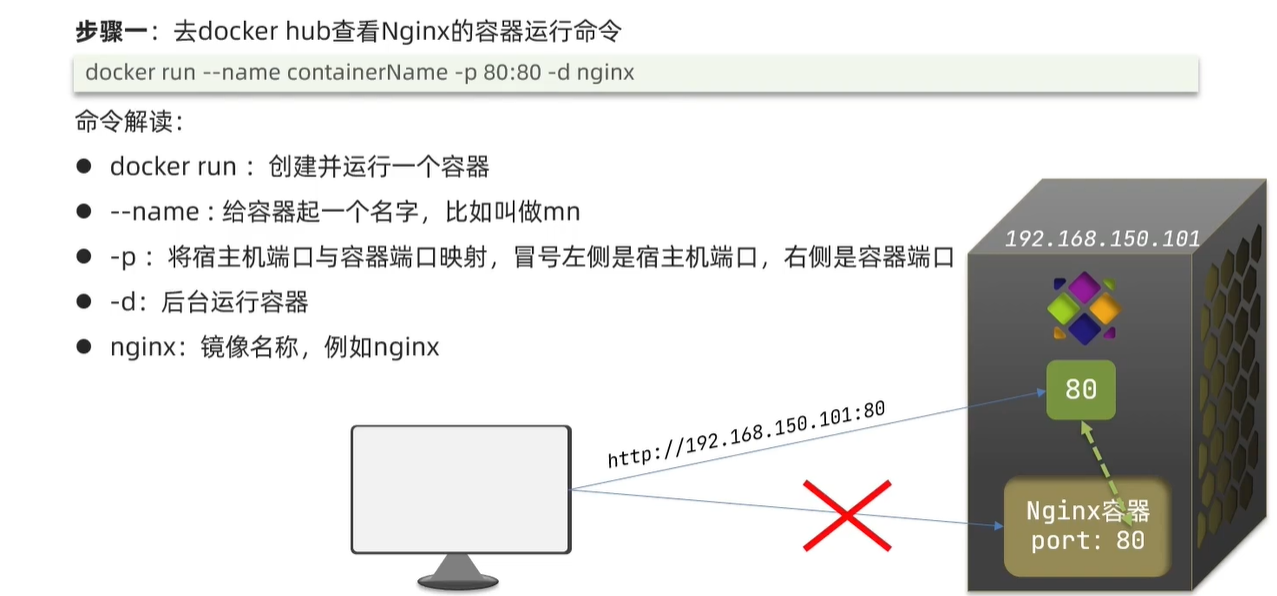 步骤一：去docker hub查看Nginx的容器运行命令
docker run --name containerName -p 80:80 -d nginx
命令解读：
● docker run ：创建并运行一个容器
● --name : 给容器起一个名字，比如叫做mn
● -p ：将宿主机端口与容器端口映射，冒号左侧是宿主机端口，右侧是容器端口
● -d：后台运行容器
● nginx：镜像名称，例如nginx
192.168.150.101
80
http://192.168.150.101:80
Nginx容器
port: 80